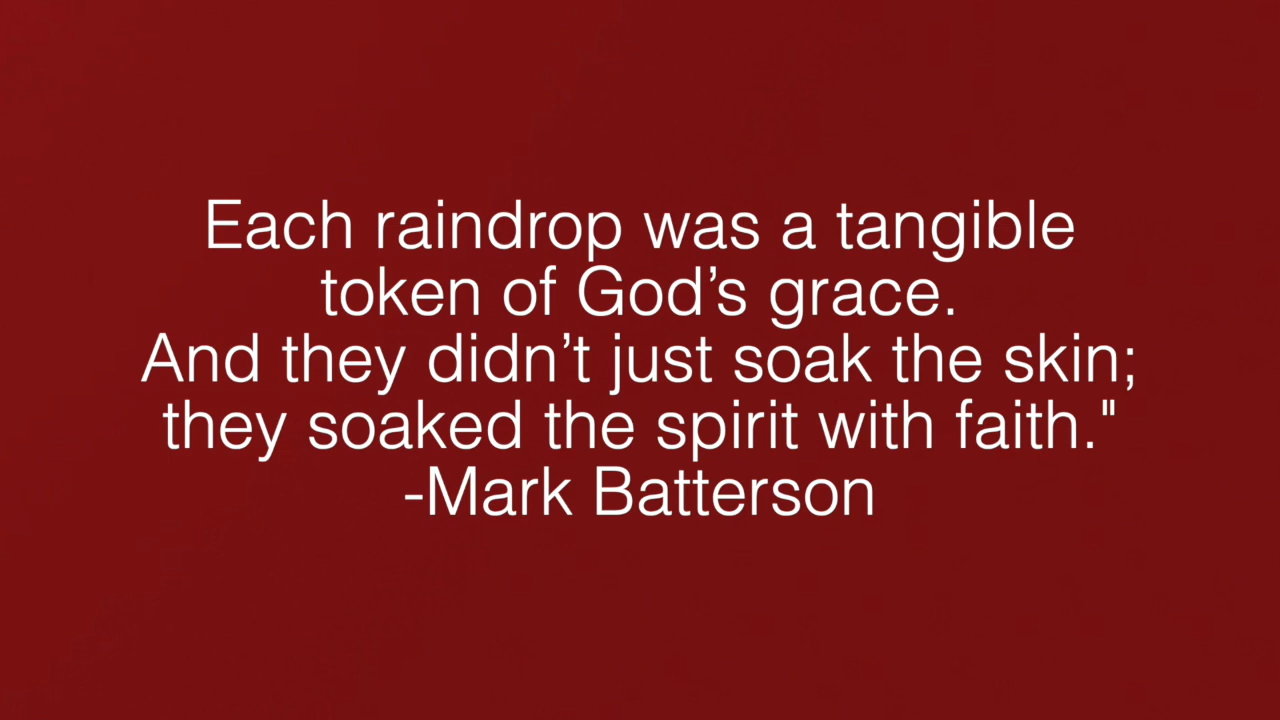 Each raindrop was a tangible
token of God’s grace.
And they didn’t just soak the skin;
they soaked the spirit with faith."
-Mark Batterson